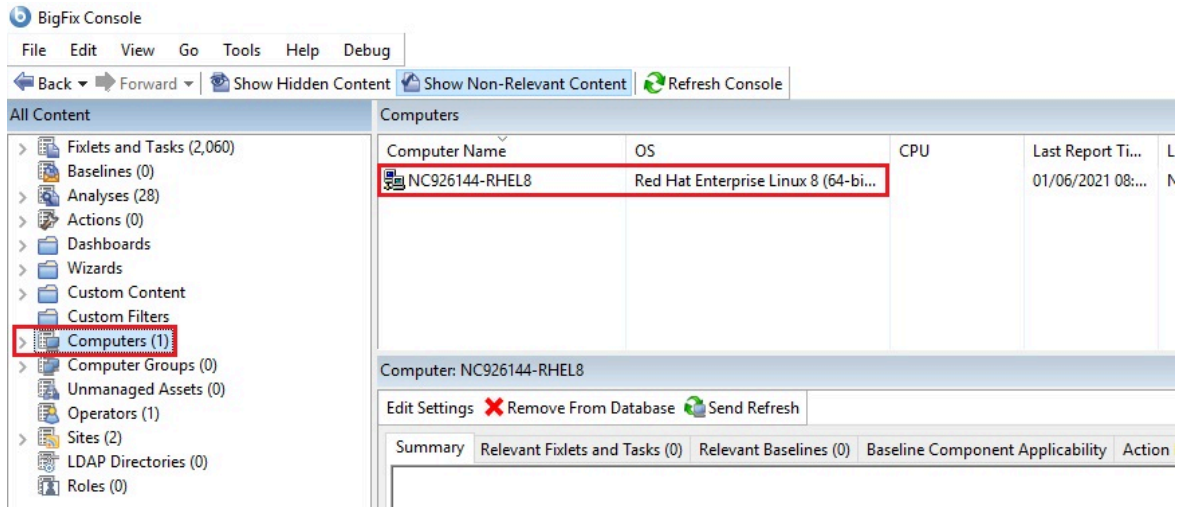 BigFix Console
File Edit View Go Tools Help Debug
Back Forward Show Hidden Content Show Non-Relevant Content Refresh Console
All Content
Fixlets and Tasks (2,060)
Baselines (0)
Analyses (28)
Actions (0)
Dashboards
Wizards
Custom Content
Custom Filters
Computers (1)
Computer Groups (0)
Unmanaged Assets (0)
Operators (1)
Sites (2)
LDAP Directories (0)
Roles (0)
Computers
Computer Name OS CPU Last Report Ti... L
NC926144-RHEL8 Red Hat Enterprise Linux 8 (64-bi... 01/06/2021 08:... N
Computer: NC926144-RHEL8
Edit Settings Remove From Database Send Refresh
Summary Relevant Fixlets and Tasks (0) Relevant Baselines (0) Baseline Component Applicability Action